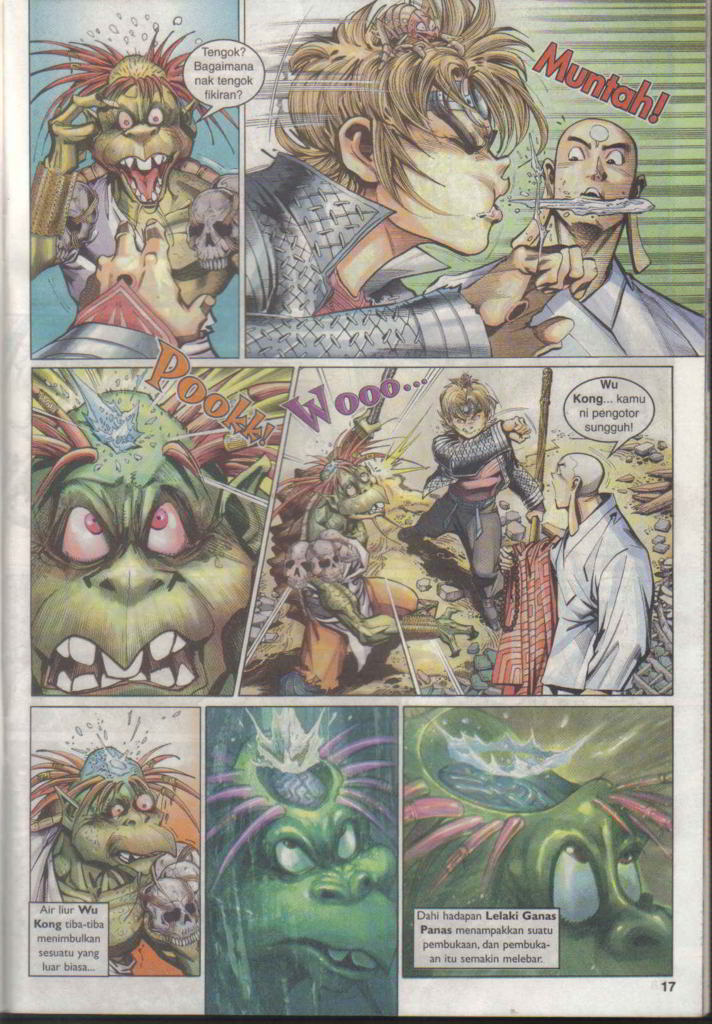 Tengok?
Bagaimana
nak tengok
fikiran?
Muntah!
Pookk!
Wooo...
Wu
Kong... kamu
ni pengotor
sungguh!
Air liur Wu
Kong tiba-tiba
menimbulkan
sesuatu yang
luar biasa...
Dahi hadapan Lelaki Ganas
Panas menampakkan suatu
pembukaan, dan pembuka-
an itu semakin melebar.
17